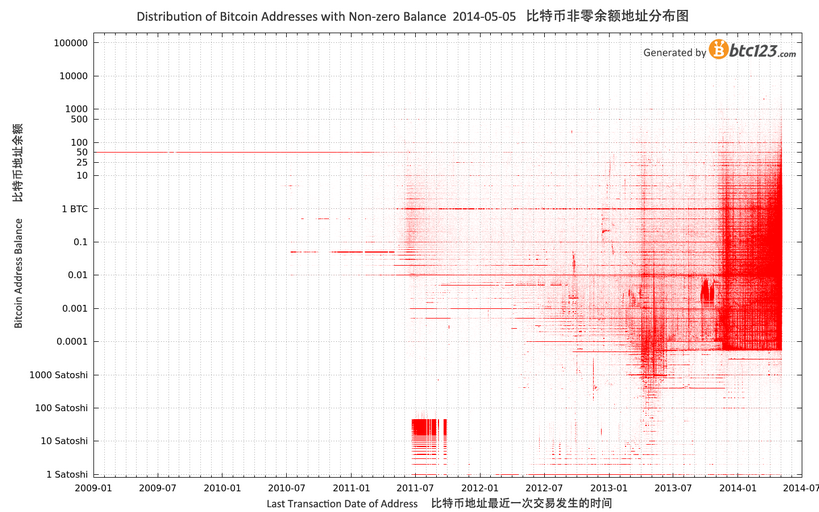 Distribution of Bitcoin Addresses with Non-zero Balance 2014-05-05 比特币非零余额地址分布图
Generated by btc123.com
100000
10000
1000
500
100
50
25
10
1 BTC
0.1
0.01
0.001
0.0001
1000 Satoshi
100 Satoshi
10 Satoshi
1 Satoshi
Bitcoin Address Balance 比特币地址余额
2009-01 2009-07 2010-01 2010-07 2011-01 2011-07 2012-01 2012-07 2013-01 2013-07 2014-01 2014-07
Last Transaction Date of Address 比特币地址最近一次交易发生的时间